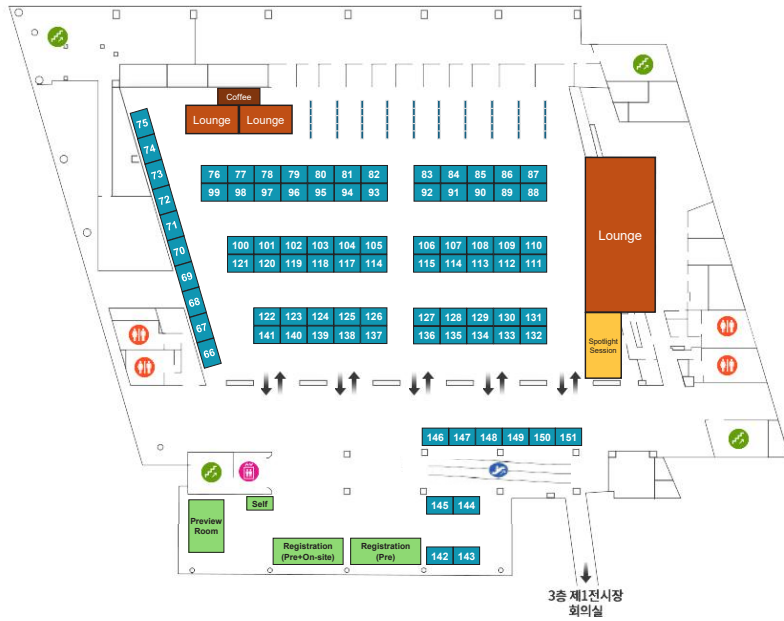 Coffee
Lounge Lounge
75
74
73
72
71
70
69
68
67
66
76 77 78 79 80 81 82 83 84 85 86 87
99 98 97 96 95 94 93 92 91 90 89 88
Lounge
100 101 102 103 104 105 106 107 108 109 110
121 120 119 118 117 114 115 114 113 112 111
122 123 124 125 126 127 128 129 130 131
141 140 139 138 137 136 135 134 133 132
Spotlight
Session
146 147 148 149 150 151
145 144
Self
Preview
Room
Registration
(Pre+On-site)
Registration
(Pre)
142 143
3층 제1전시장
회의실